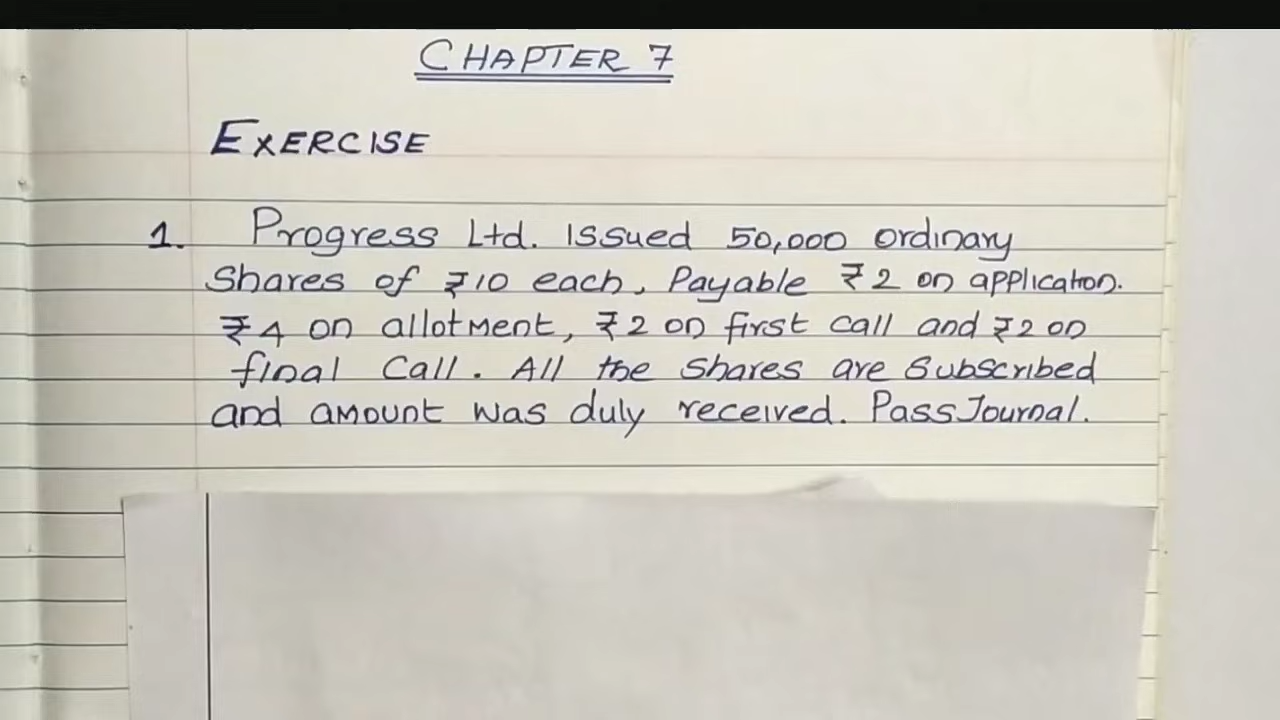 CHAPTER 7
EXERCISE
1. Progress Ltd. issued 50,000 ordinary
shares of ₹10 each, Payable ₹2 on application.
₹4 on allotment, ₹2 on first call and ₹2 on
final Call. All the shares are subscribed
and amount was duly received. Pass Journal.